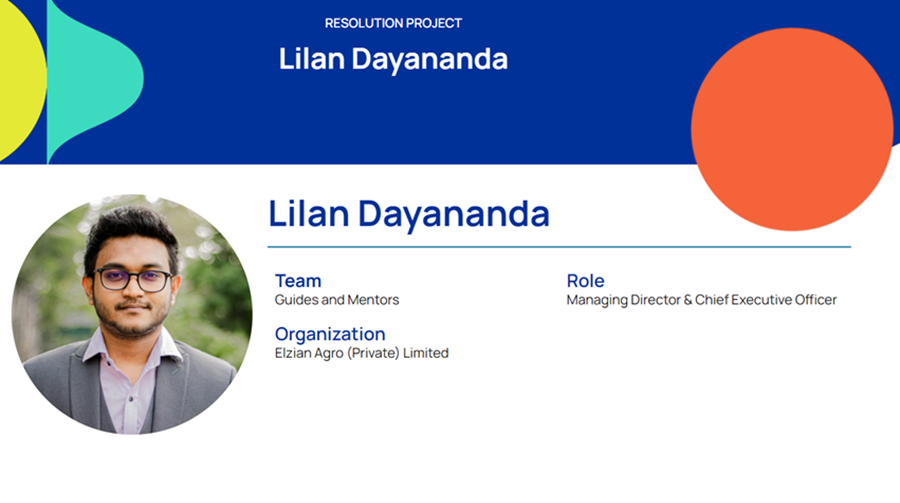 RESOLUTION PROJECT
Lilan Dayananda
Lilan Dayananda
Team
Guides and Mentors
Role
Managing Director & Chief Executive Officer
Organization
Elzian Agro (Private) Limited